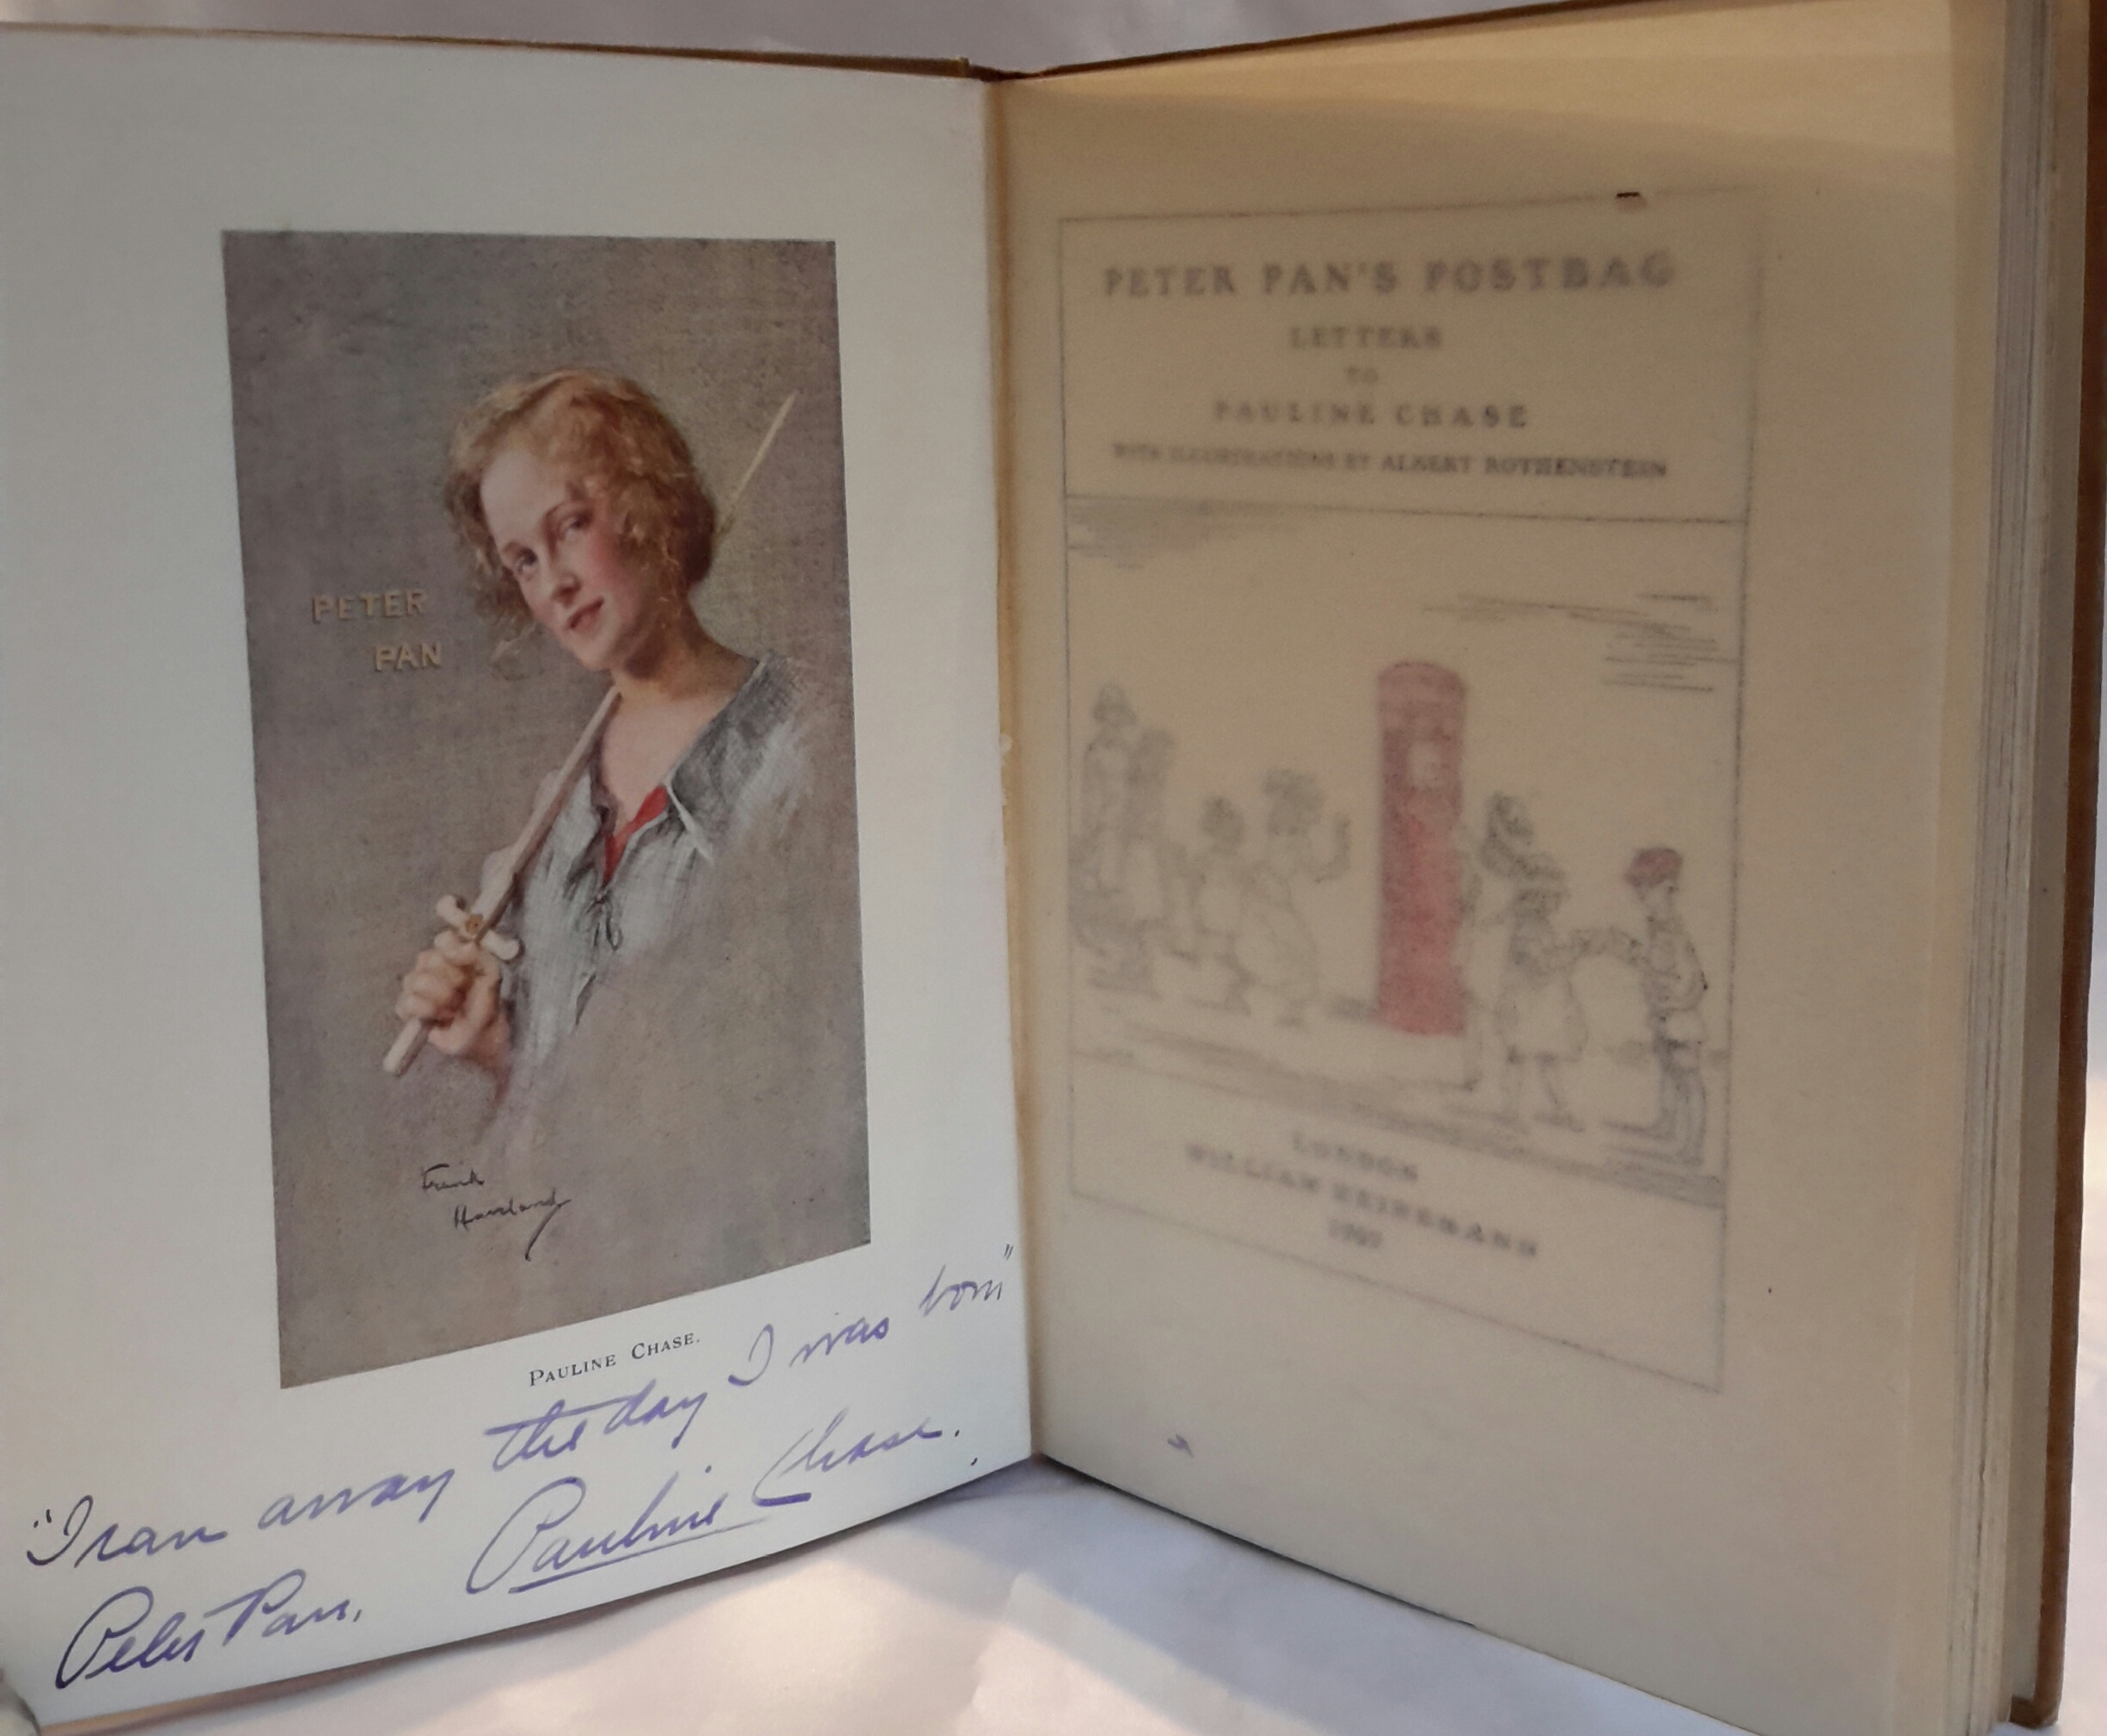 PETER
PAN
Frank
Haviland
PAULINE CHASE.
"I ran away the day I was born"
Peter Pan. Pauline Chase.
PETER PAN'S POSTBAG
LETTERS
TO
PAULINE CHASE
WITH ILLUSTRATIONS BY ALBERT ROTHENSTEIN
LONDON
WILLIAM HEINEMANN
1909